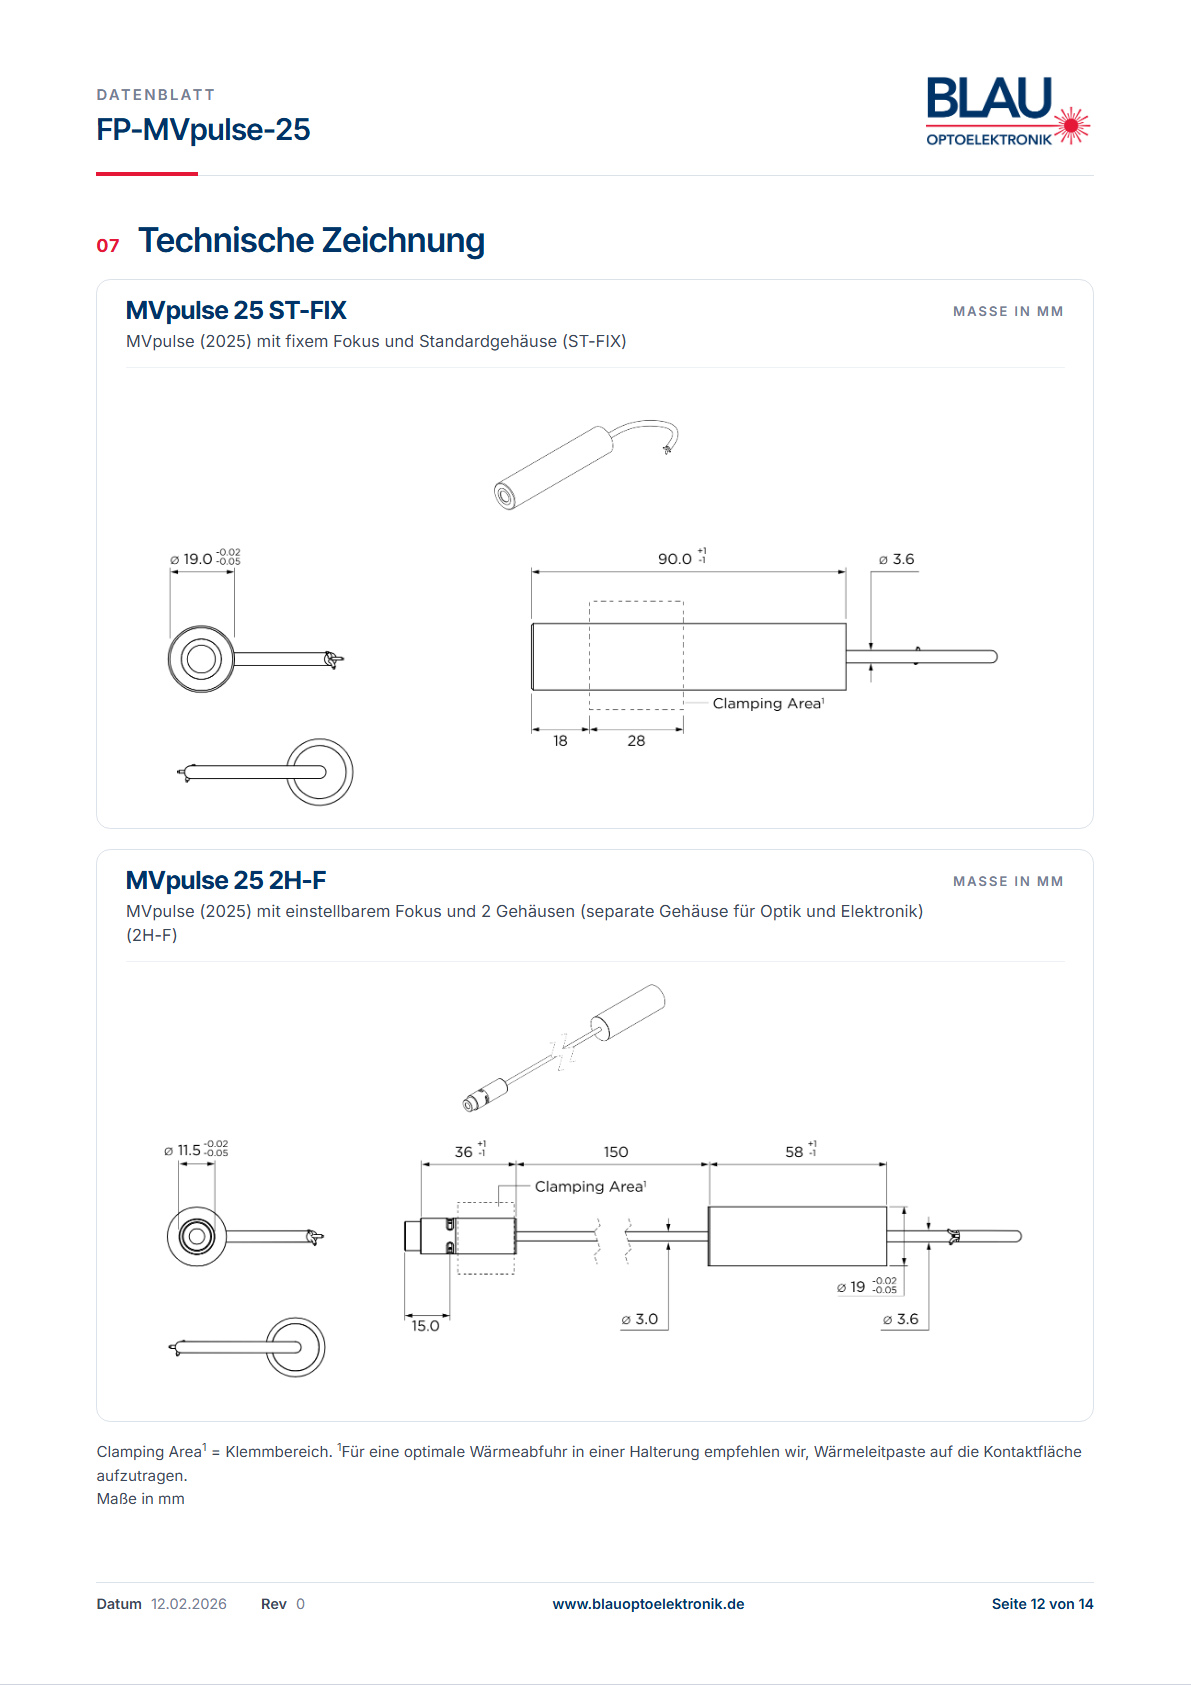 DATENBLATT
FP-MVpulse-25
BLAU
OPTOELEKTRONIK
07 Technische Zeichnung
MVpulse 25 ST-FIX
MASSE IN MM
MVpulse (2025) mit fixem Fokus und Standardgehäuse (ST-FIX)
⌀ 19.0 -0.02 -0.05
90.0 +1 -1
⌀ 3.6
Clamping Area¹
18
28
MVpulse 25 2H-F
MASSE IN MM
MVpulse (2025) mit einstellbarem Fokus und 2 Gehäusen (separate Gehäuse für Optik und Elektronik)
(2H-F)
⌀ 11.5 -0.02 -0.05
36 +1 -1
150
58 +1 -1
Clamping Area¹
⌀ 19 -0.02 -0.05
15.0
⌀ 3.0
⌀ 3.6
Clamping Area¹ = Klemmbereich. ¹Für eine optimale Wärmeabfuhr in einer Halterung empfehlen wir, Wärmeleitpaste auf die Kontaktfläche
aufzutragen.
Maße in mm
Datum 12.02.2026 Rev 0
www.blauoptoelektronik.de
Seite 12 von 14